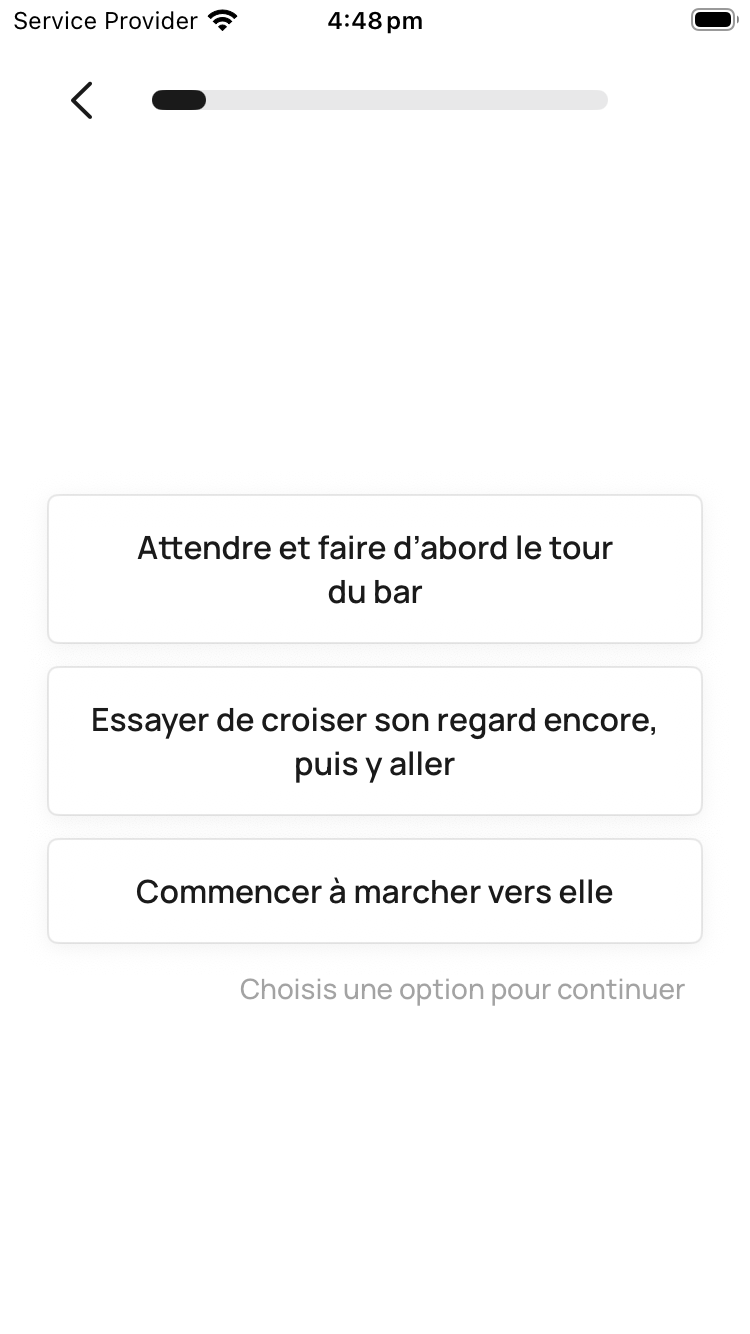 Service Provider 4:48 pm
Attendre et faire d’abord le tour
du bar
Essayer de croiser son regard encore,
puis y aller
Commencer à marcher vers elle
Choisis une option pour continuer